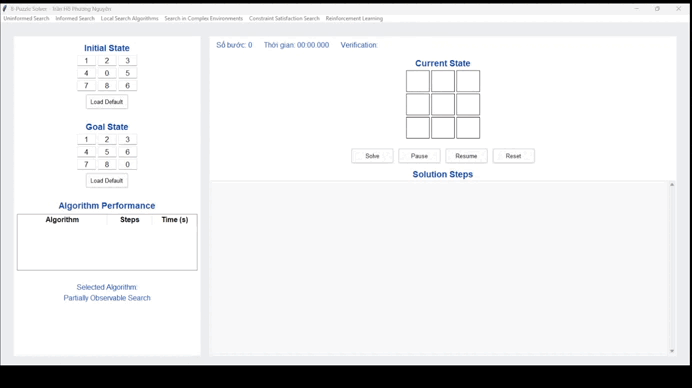 8-Puzzle Solver - Trần Hồ Phương Nguyên
Uninformed Search Informed Search Local Search Algorithms Search in Complex Environments Constraint Satisfaction Search Reinforcement Learning
Initial State
1 2 3
4 0 5
7 8 6
Load Default
Goal State
1 2 3
4 5 6
7 8 0
Load Default
Algorithm Performance
Algorithm Steps Time (s)
Selected Algorithm:
Partially Observable Search
Số bước: 0 Thời gian: 00:00:000 Verification:
Current State
Solve Pause Resume Reset
Solution Steps